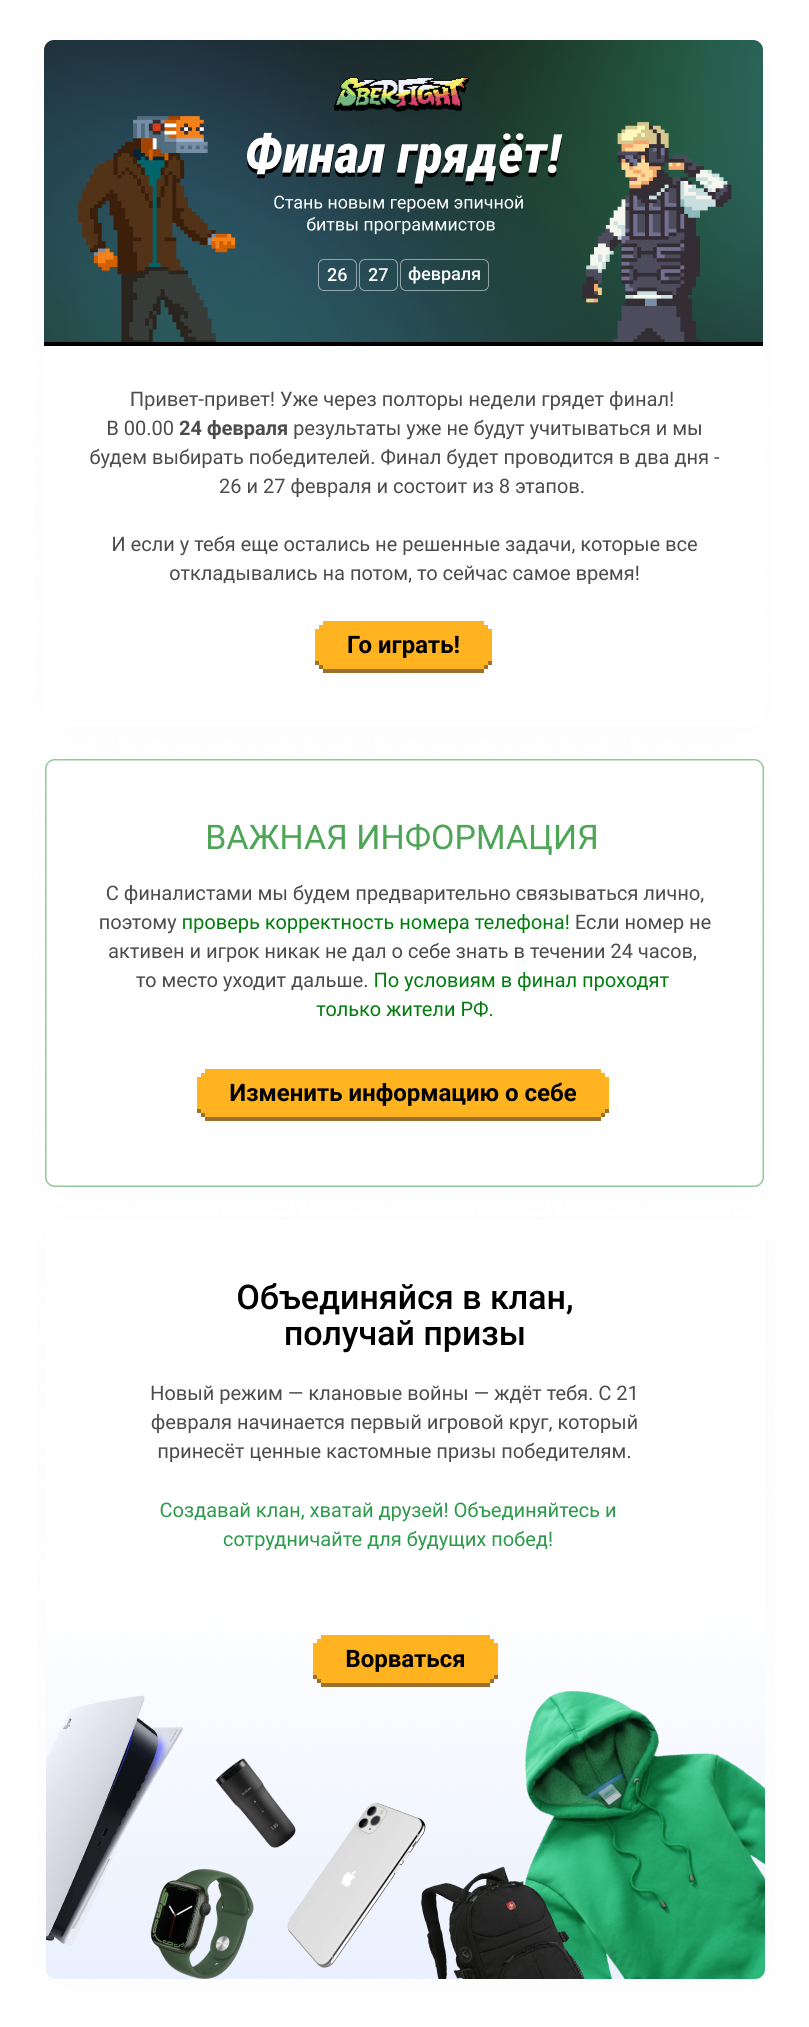 SBERFIGHT
Финал грядёт!
Стань новым героем эпичной
битвы программистов
26 27 февраля
Привет-привет! Уже через полторы недели грядет финал!
В 00.00 24 февраля результаты уже не будут учитываться и мы
будем выбирать победителей. Финал будет проводится в два дня -
26 и 27 февраля и состоит из 8 этапов.
И если у тебя еще остались не решенные задачи, которые все
откладывались на потом, то сейчас самое время!
Го играть!
ВАЖНАЯ ИНФОРМАЦИЯ
С финалистами мы будем предварительно связываться лично,
поэтому проверь корректность номера телефона! Если номер не
активен и игрок никак не дал о себе знать в течении 24 часов,
то место уходит дальше. По условиям в финал проходят
только жители РФ.
Изменить информацию о себе
Объединяйся в клан,
получай призы
Новый режим — клановые войны — ждёт тебя. С 21
февраля начинается первый игровой круг, который
принесёт ценные кастомные призы победителям.
Создавай клан, хватай друзей! Объединяйтесь и
сотрудничайте для будущих побед!
Ворваться